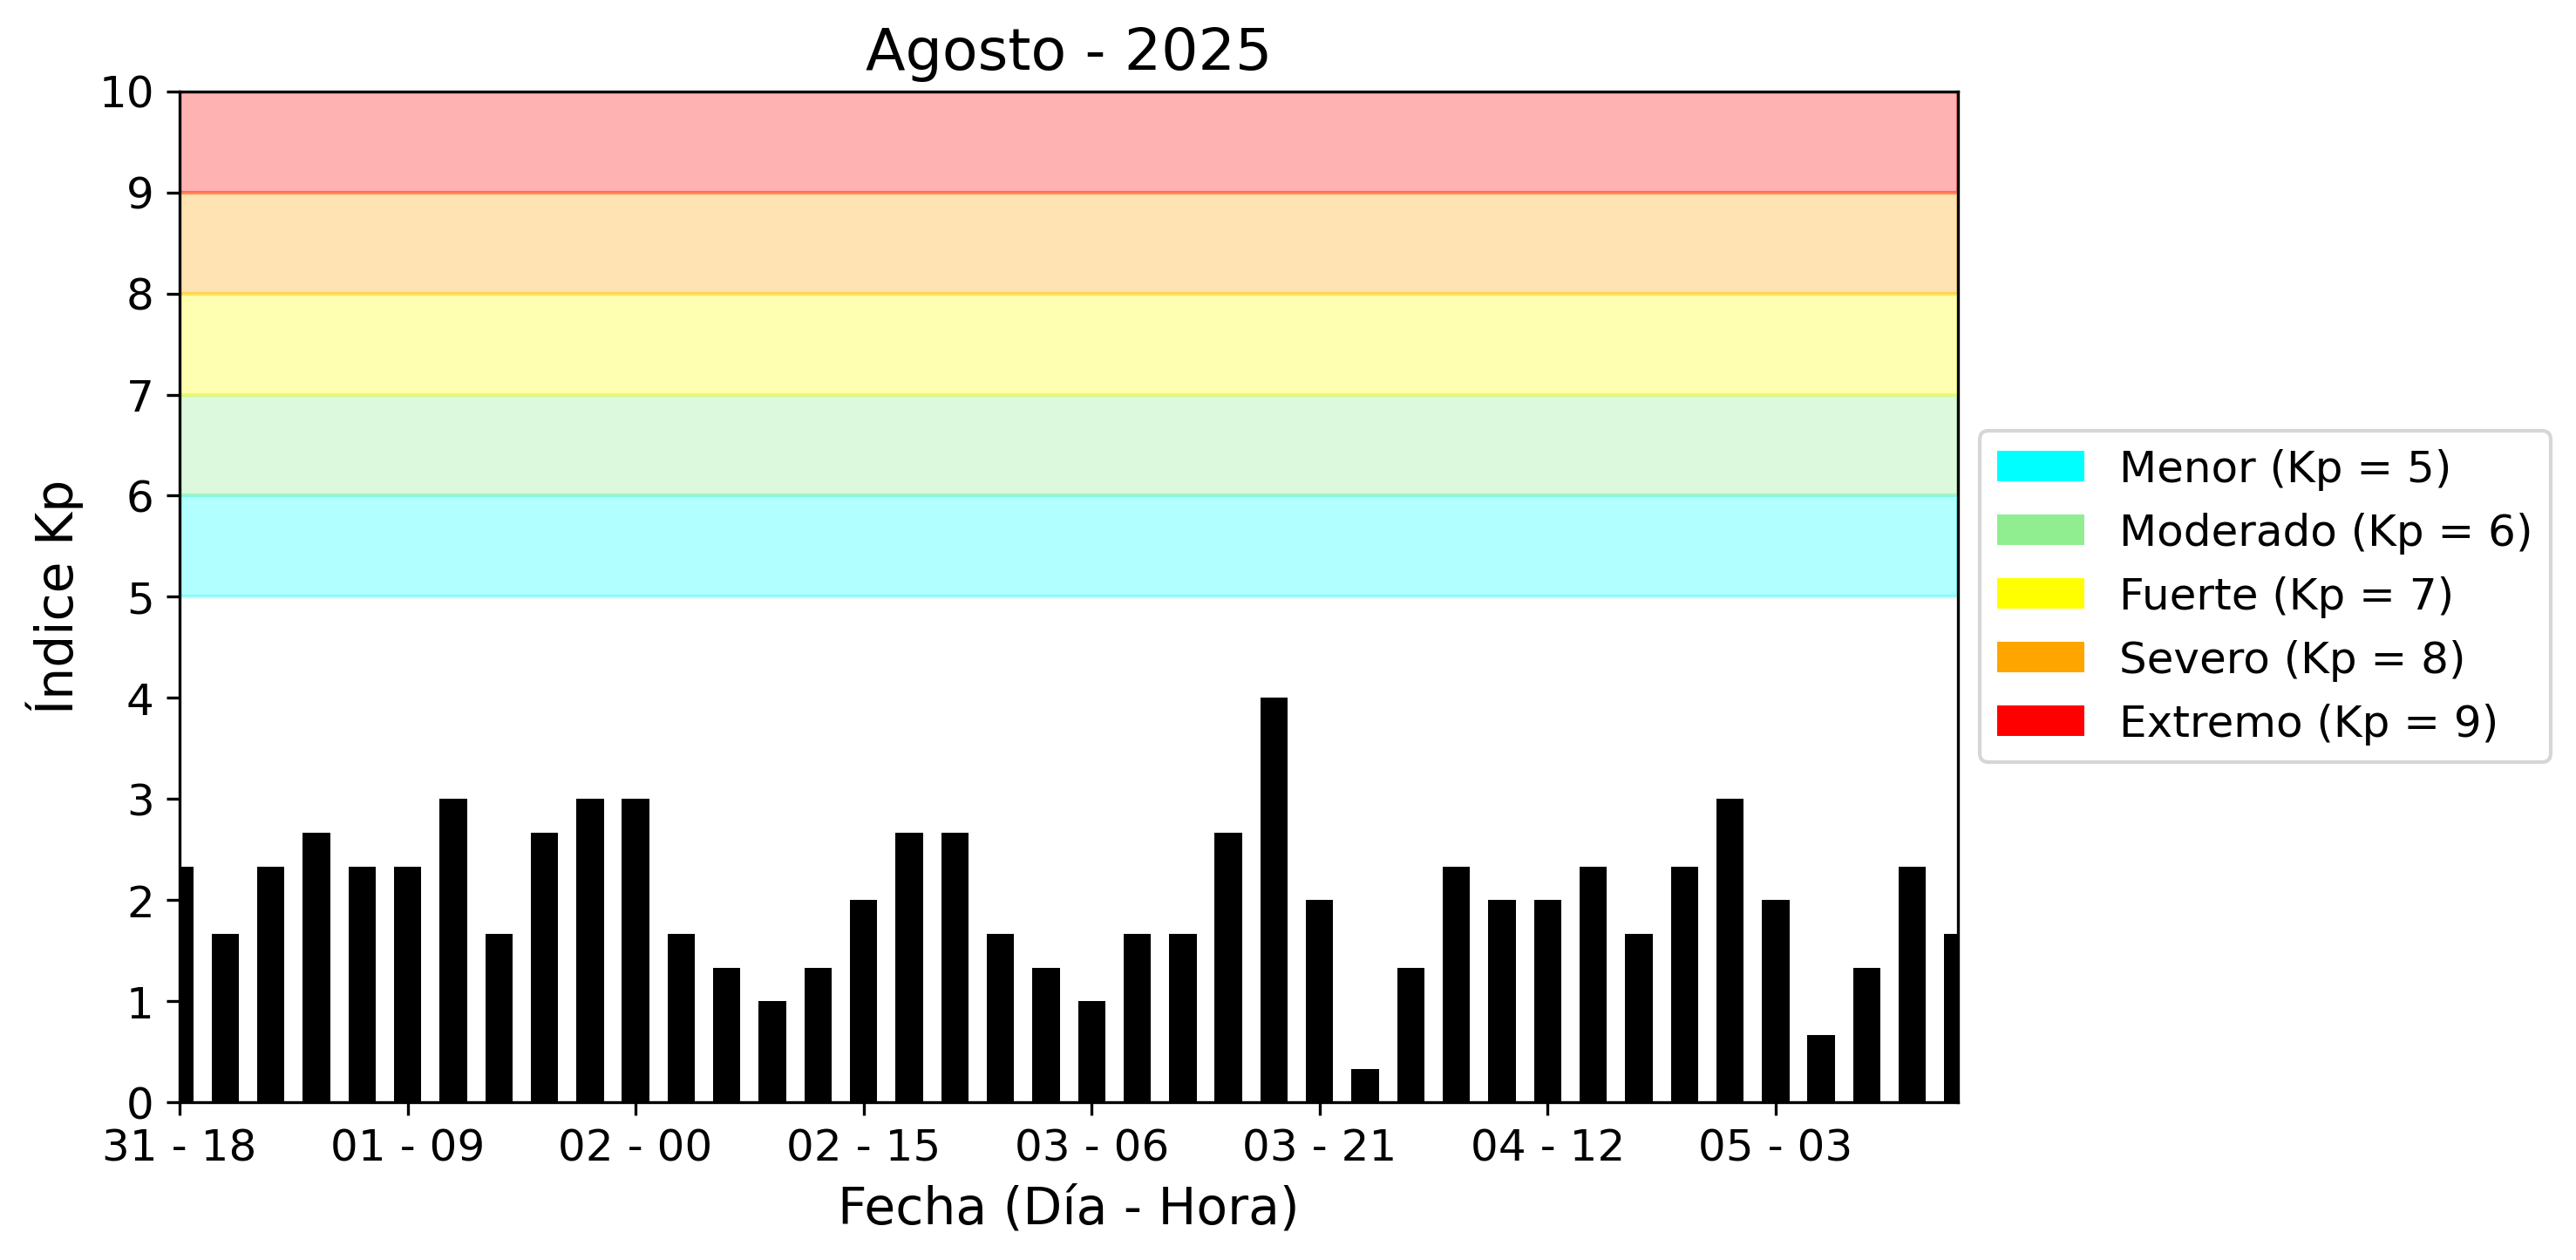 Agosto - 2025
10
9
8
7
6
5
4
3
2
1
0
Índice Kp
31 - 18
01 - 09
02 - 00
02 - 15
03 - 06
03 - 21
04 - 12
05 - 03
Fecha (Día - Hora)
Menor (Kp = 5)
Moderado (Kp = 6)
Fuerte (Kp = 7)
Severo (Kp = 8)
Extremo (Kp = 9)